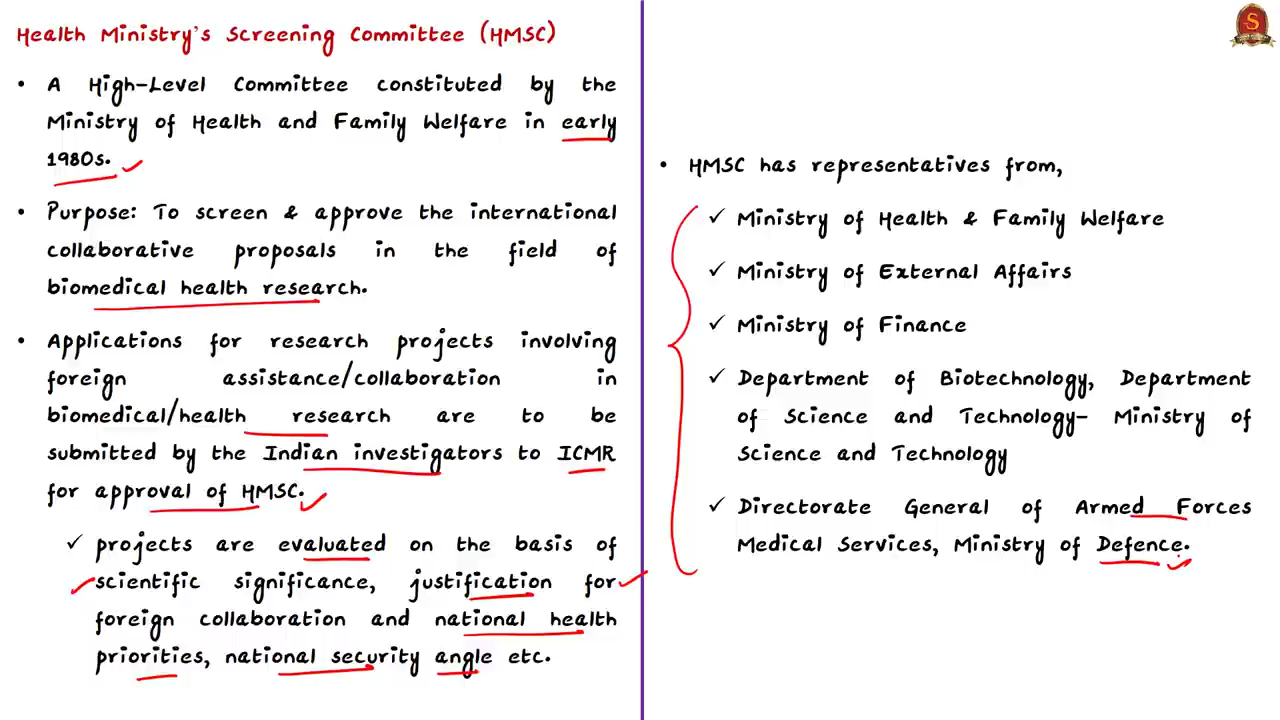 Health Ministry's Screening Committee (HMSC)
• A High-Level Committee constituted by the
Ministry of Health and Family Welfare in early
1980s.
• Purpose: To screen & approve the international
collaborative proposals in the field of
biomedical health research.
• Applications for research projects involving
foreign assistance/collaboration in
biomedical/health research are to be
submitted by the Indian investigators to ICMR
for approval of HMSC.
✓ projects are evaluated on the basis of
scientific significance, justification for
foreign collaboration and national health
priorities, national security angle etc.
• HMSC has representatives from,
✓ Ministry of Health & Family Welfare
✓ Ministry of External Affairs
✓ Ministry of Finance
✓ Department of Biotechnology, Department
of Science and Technology- Ministry of
Science and Technology
✓ Directorate General of Armed Forces
Medical Services, Ministry of Defence.
S